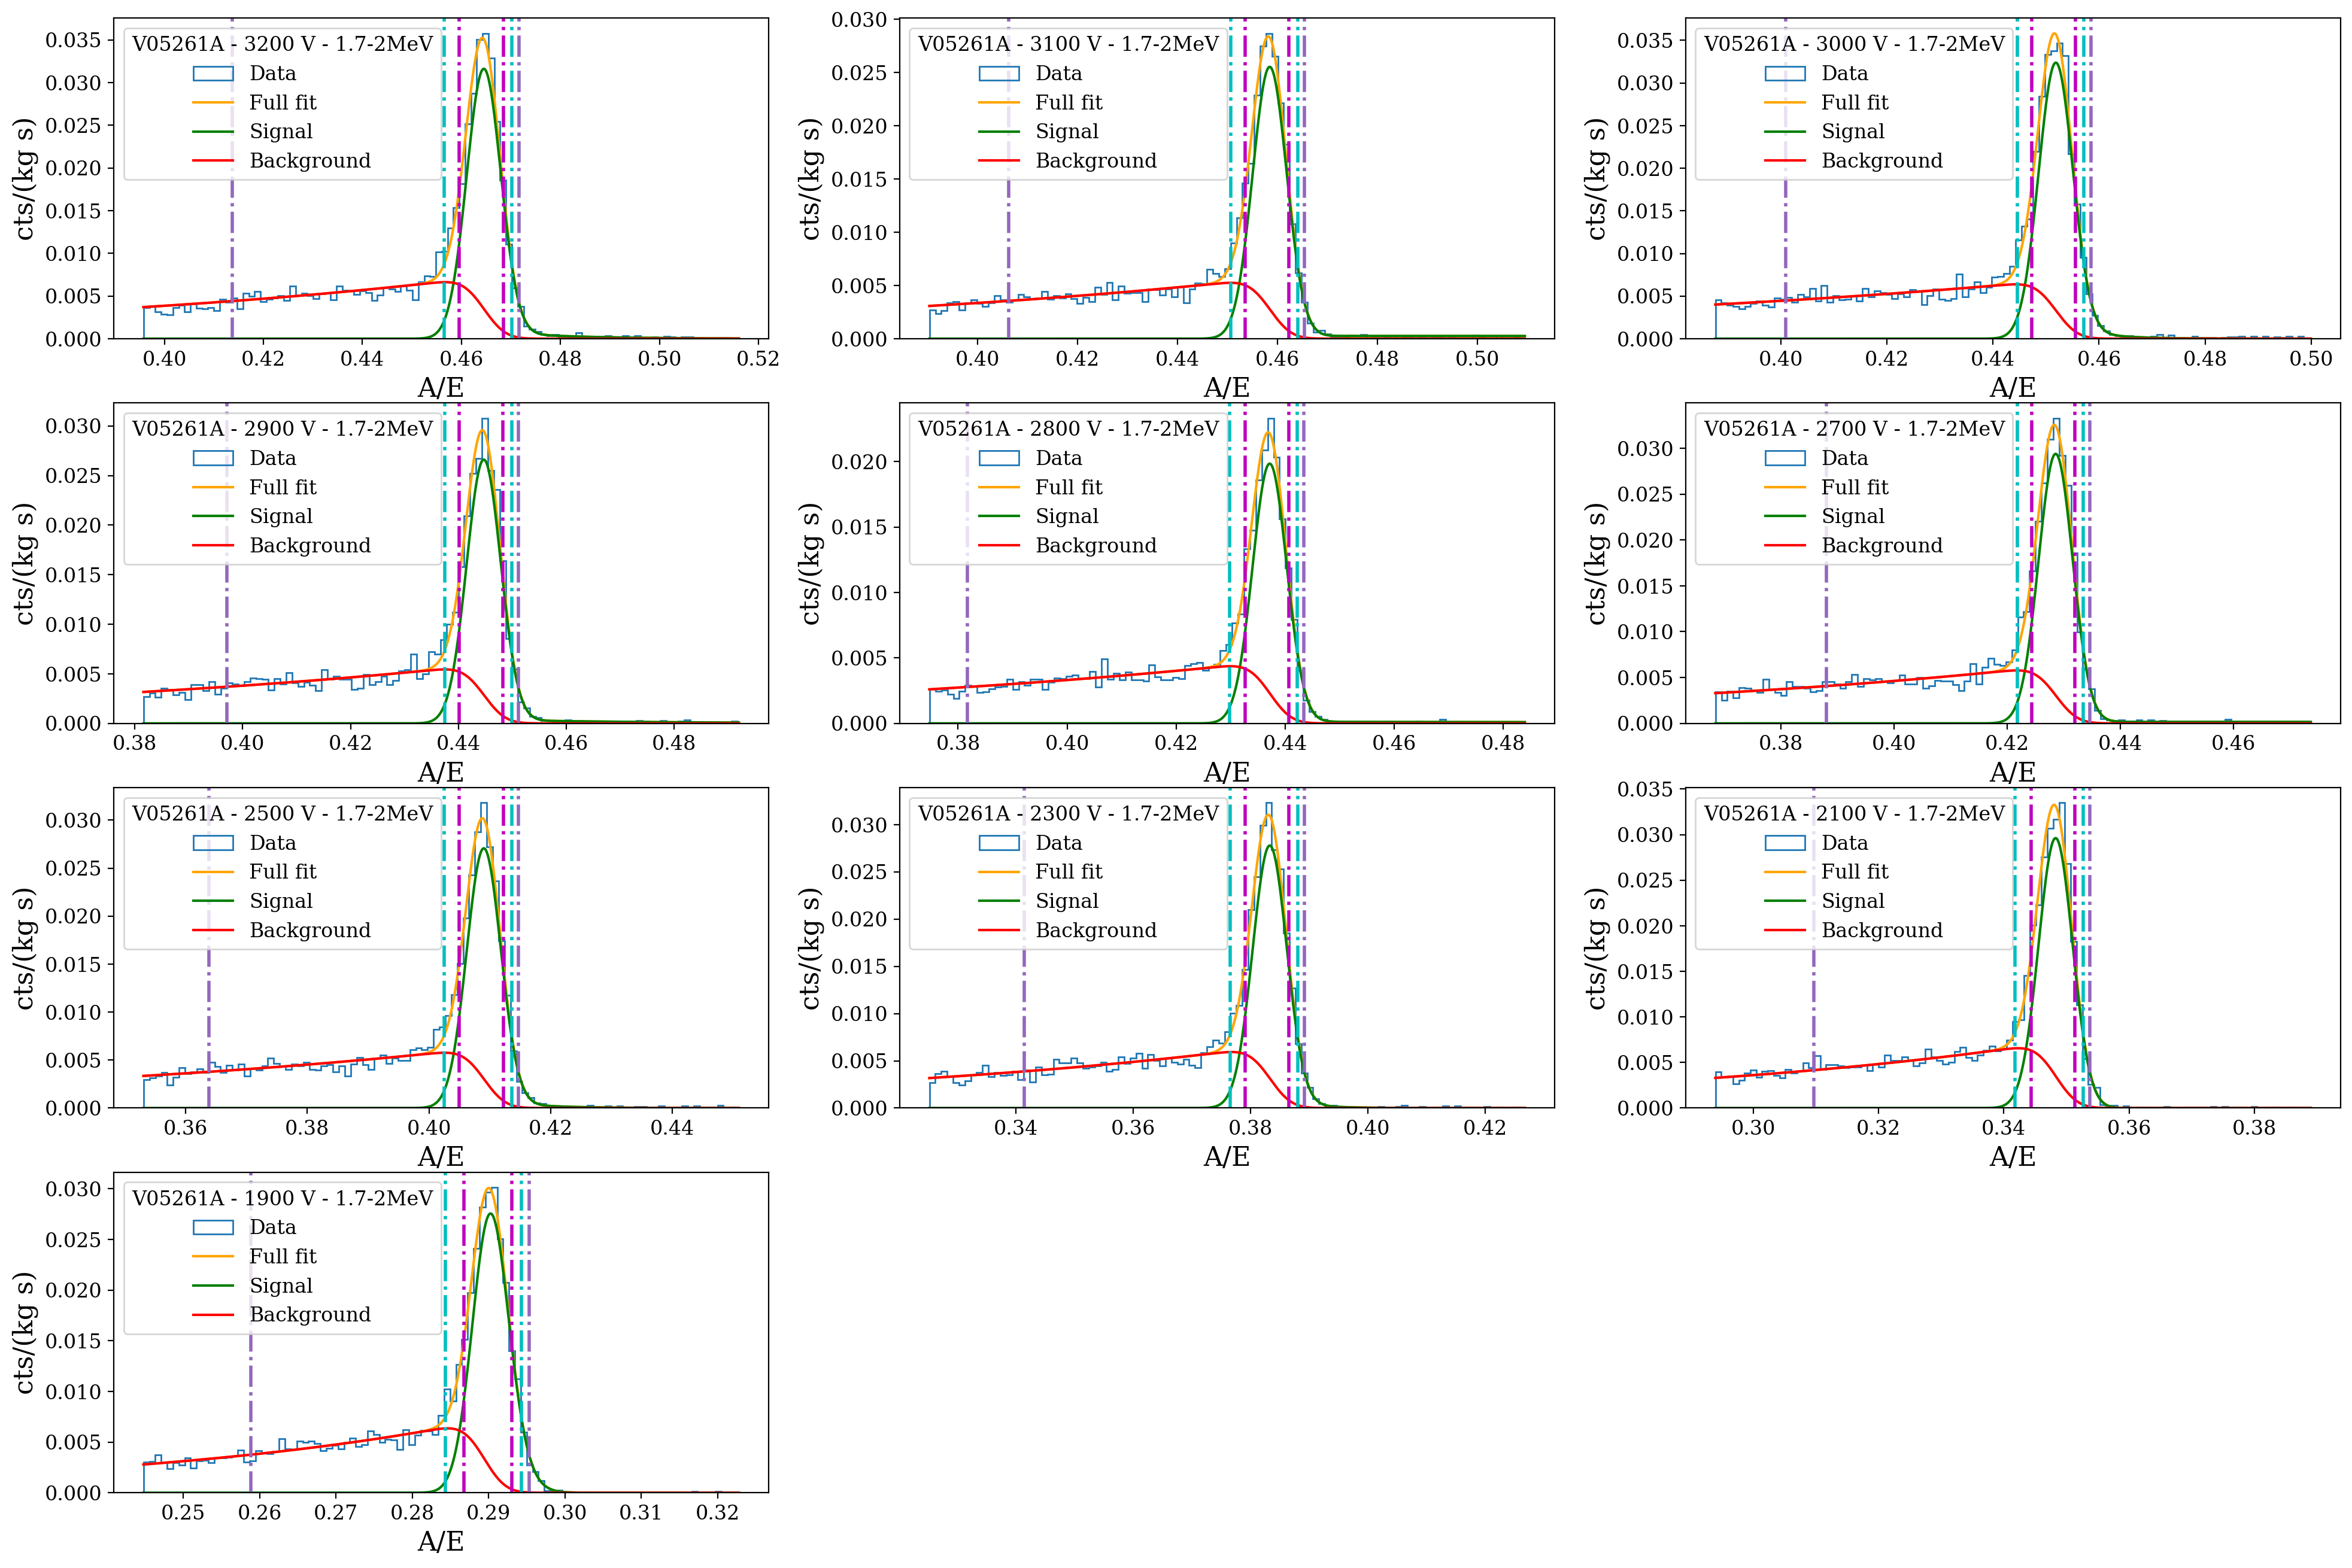 V05261A - 3200 V - 1.7-2MeV
Data
Full fit
Signal
Background
cts/(kg s)
0.035
0.030
0.025
0.020
0.015
0.010
0.005
0.000
0.40 0.42 0.44 0.46 0.48 0.50 0.52
A/E
V05261A - 3100 V - 1.7-2MeV
Data
Full fit
Signal
Background
cts/(kg s)
0.030
0.025
0.020
0.015
0.010
0.005
0.000
0.40 0.42 0.44 0.46 0.48 0.50
A/E
V05261A - 3000 V - 1.7-2MeV
Data
Full fit
Signal
Background
cts/(kg s)
0.035
0.030
0.025
0.020
0.015
0.010
0.005
0.000
0.40 0.42 0.44 0.46 0.48 0.50
A/E
V05261A - 2900 V - 1.7-2MeV
Data
Full fit
Signal
Background
cts/(kg s)
0.030
0.025
0.020
0.015
0.010
0.005
0.000
0.38 0.40 0.42 0.44 0.46 0.48
A/E
V05261A - 2800 V - 1.7-2MeV
Data
Full fit
Signal
Background
cts/(kg s)
0.020
0.015
0.010
0.005
0.000
0.38 0.40 0.42 0.44 0.46 0.48
A/E
V05261A - 2700 V - 1.7-2MeV
Data
Full fit
Signal
Background
cts/(kg s)
0.030
0.025
0.020
0.015
0.010
0.005
0.000
0.38 0.40 0.42 0.44 0.46
A/E
V05261A - 2500 V - 1.7-2MeV
Data
Full fit
Signal
Background
cts/(kg s)
0.030
0.025
0.020
0.015
0.010
0.005
0.000
0.36 0.38 0.40 0.42 0.44
A/E
V05261A - 2300 V - 1.7-2MeV
Data
Full fit
Signal
Background
cts/(kg s)
0.030
0.025
0.020
0.015
0.010
0.005
0.000
0.34 0.36 0.38 0.40 0.42
A/E
V05261A - 2100 V - 1.7-2MeV
Data
Full fit
Signal
Background
cts/(kg s)
0.035
0.030
0.025
0.020
0.015
0.010
0.005
0.000
0.30 0.32 0.34 0.36 0.38
A/E
V05261A - 1900 V - 1.7-2MeV
Data
Full fit
Signal
Background
cts/(kg s)
0.030
0.025
0.020
0.015
0.010
0.005
0.000
0.25 0.26 0.27 0.28 0.29 0.30 0.31 0.32
A/E